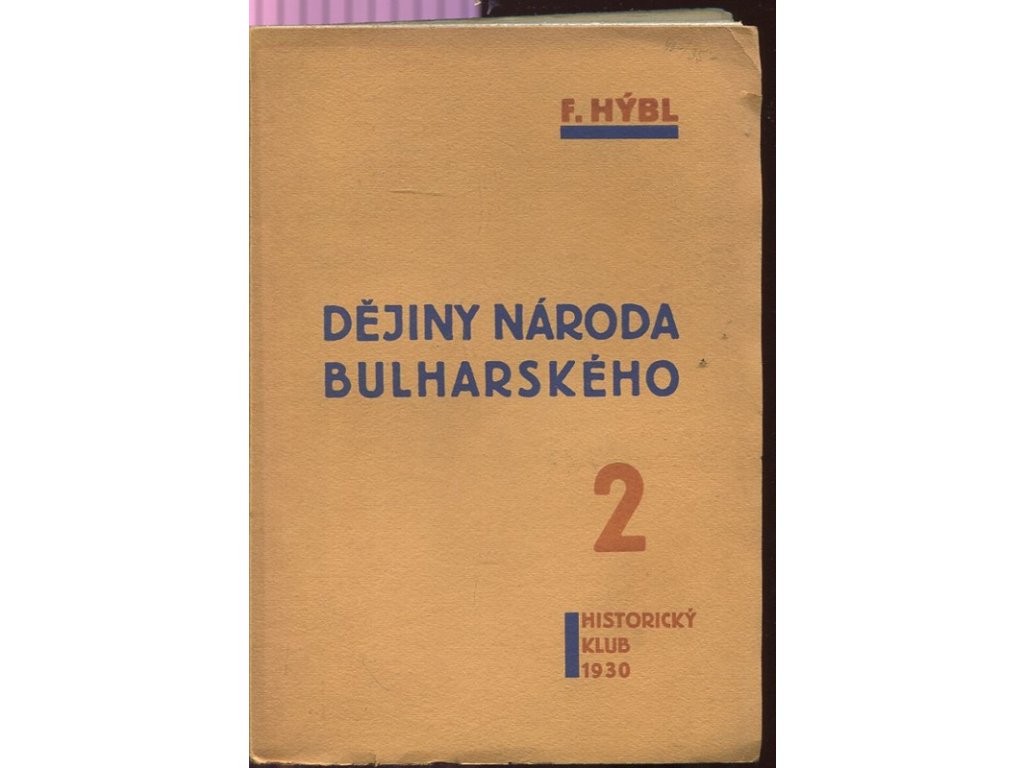 F. HÝBL
DĚJINY NÁRODA
BULHARSKÉHO
2
HISTORICKÝ
KLUB
1930